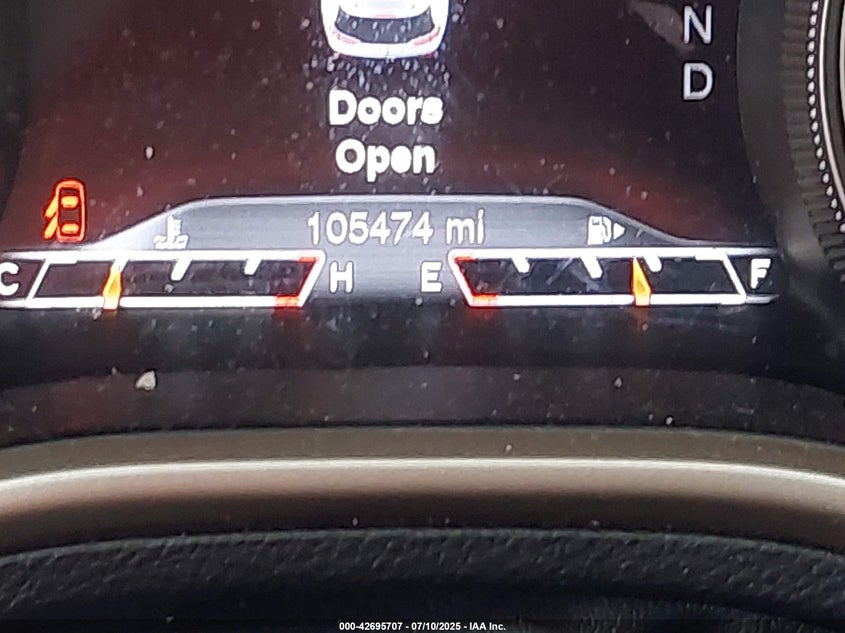 N
D
Doors
Open
105474 mi
C H E F
000-42695707 - 07/10/2025 - IAA Inc.